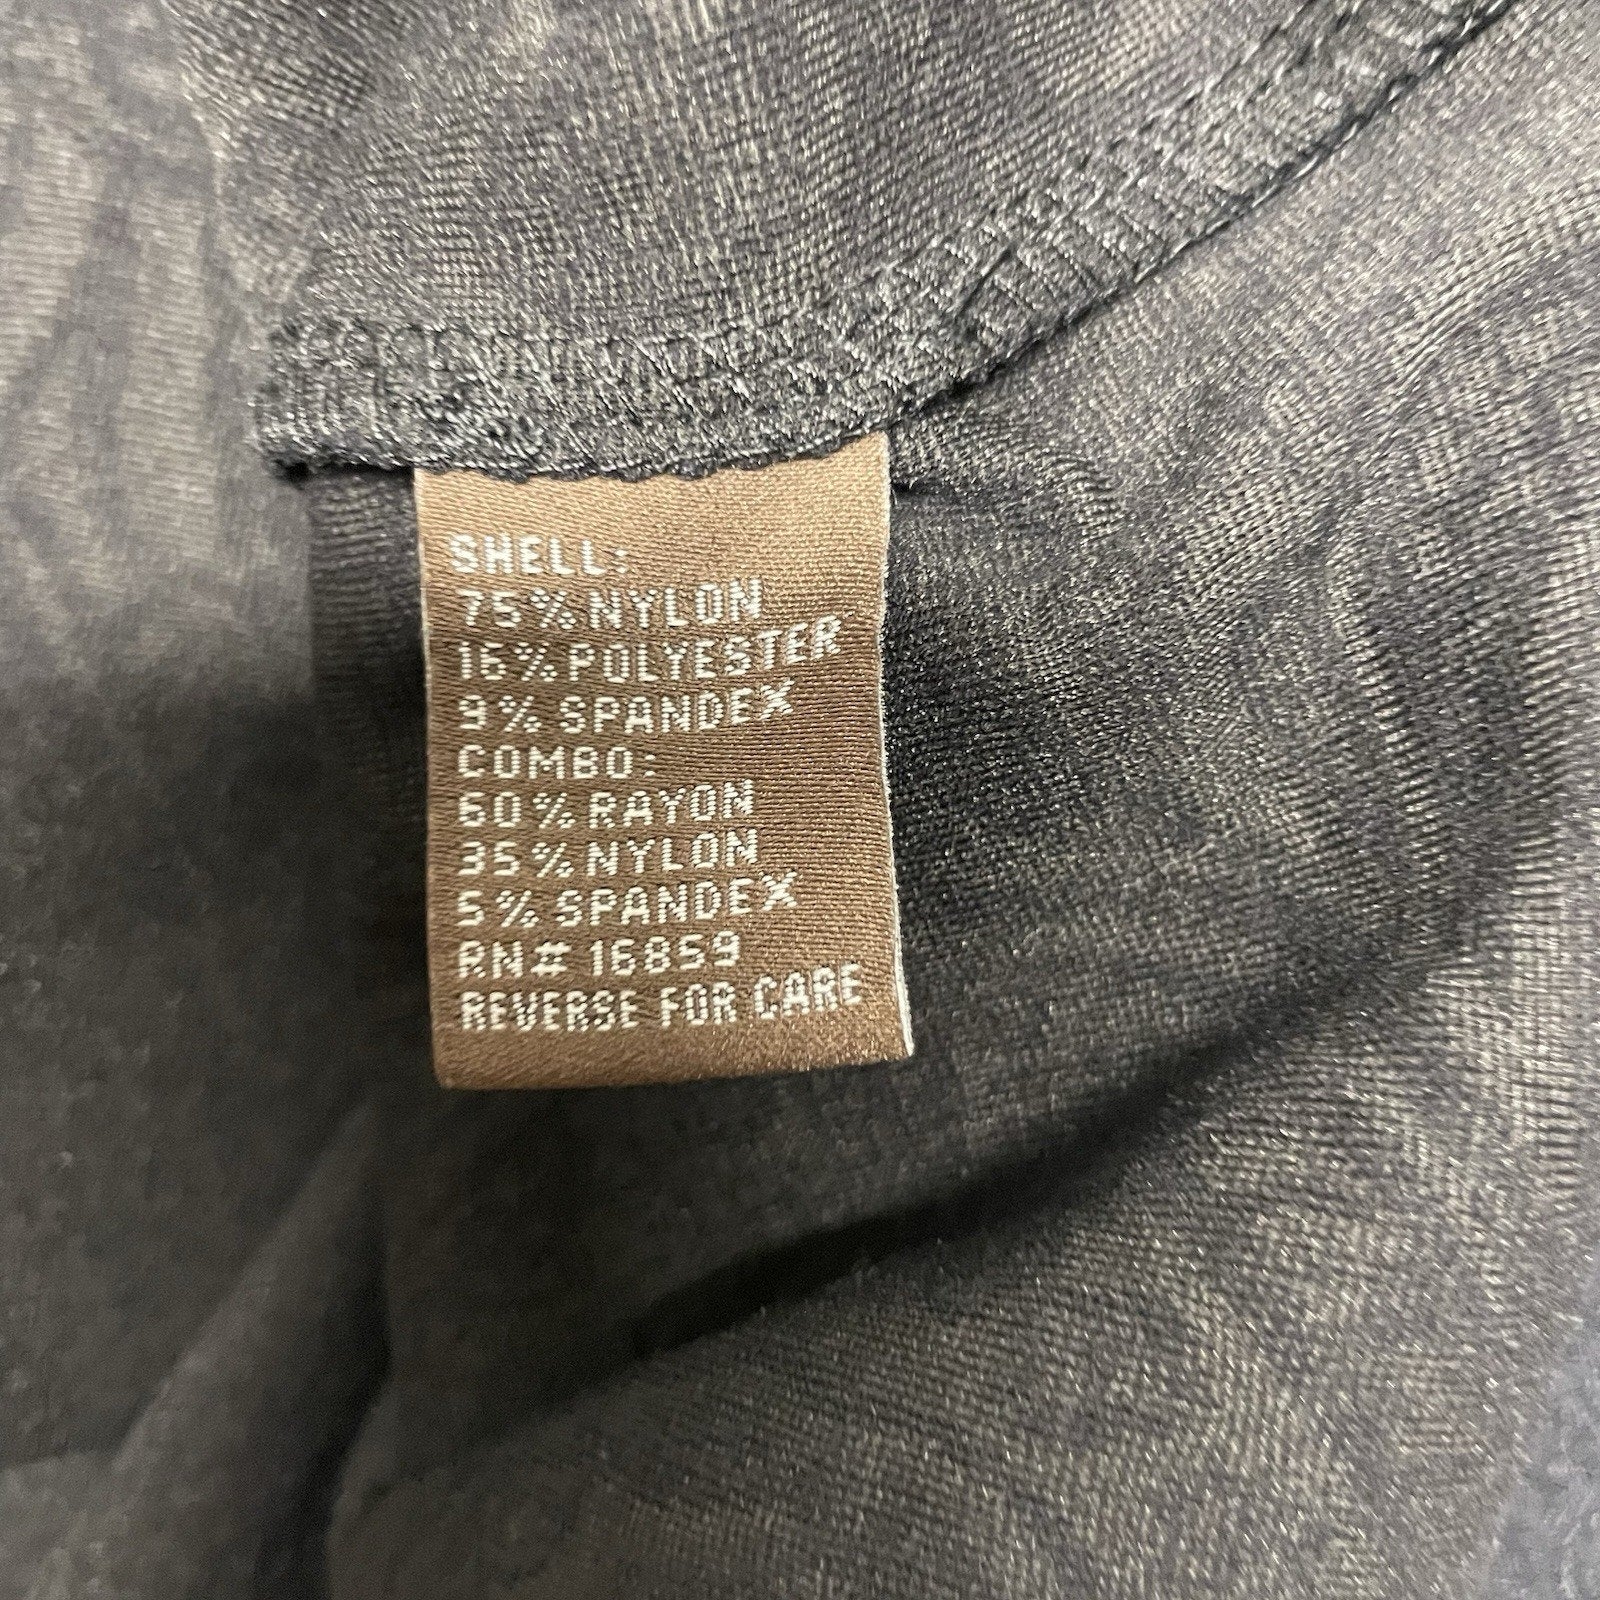 SHELL:
75% NYLON
16% POLYESTER
9% SPANDEX
COMBO:
60% RAYON
35% NYLON
5% SPANDEX
RN# 16859
REVERSE FOR CARE